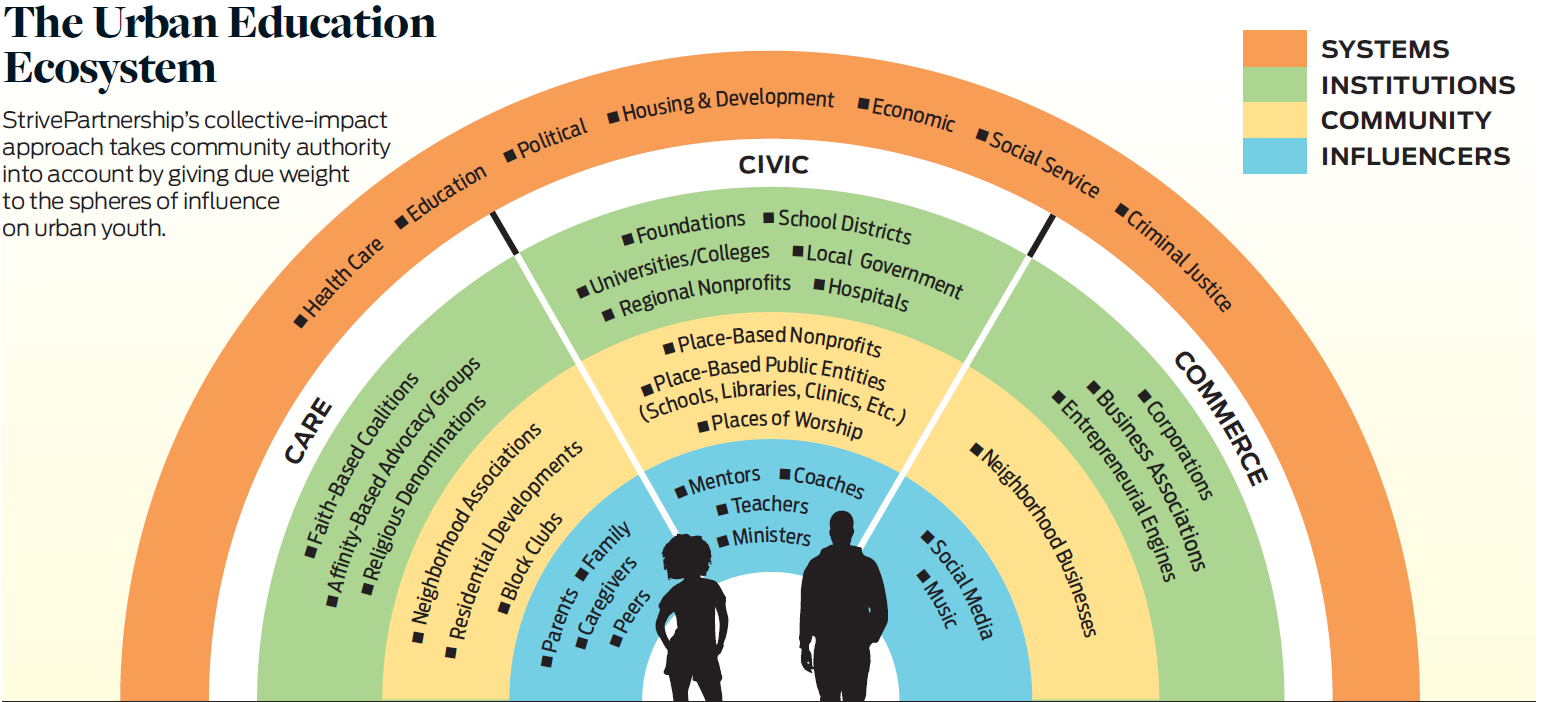 The Urban Education
Ecosystem
StrivePartnership’s collective-impact
approach takes community authority
into account by giving due weight
to the spheres of influence
on urban youth.
SYSTEMS
INSTITUTIONS
COMMUNITY
INFLUENCERS
■ Health Care
■ Education
■ Political
■ Housing & Development
■ Economic
■ Social Service
■ Criminal Justice
CARE
■ Faith-Based Coalitions
■ Affinity-Based Advocacy Groups
■ Religious Denominations
■ Neighborhood Associations
■ Residential Developments
■ Block Clubs
■ Parents ■ Family
■ Caregivers
■ Peers
CIVIC
■ Foundations ■ School Districts
■ Universities/Colleges ■ Local Government
■ Regional Nonprofits ■ Hospitals
■ Place-Based Nonprofits
■ Place-Based Public Entities
(Schools, Libraries, Clinics, Etc.)
■ Places of Worship
■ Mentors ■ Coaches
■ Teachers
■ Ministers
COMMERCE
■ Corporations
■ Business Associations
■ Entrepreneurial Engines
■ Neighborhood Businesses
■ Social Media
■ Music